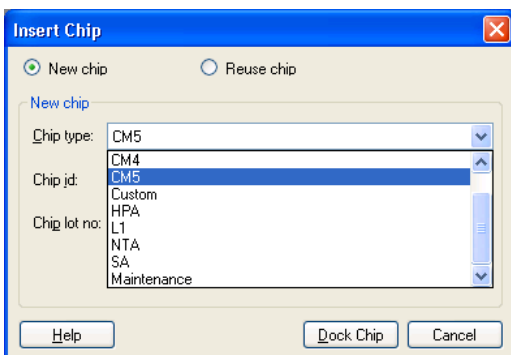 Insert Chip
New chip Reuse chip
New chip
Chip type: CM5
CM4
Chip id: CM5
Custom
HPA
Chip lot no: L1
NTA
SA
Maintenance
Help Dock Chip Cancel